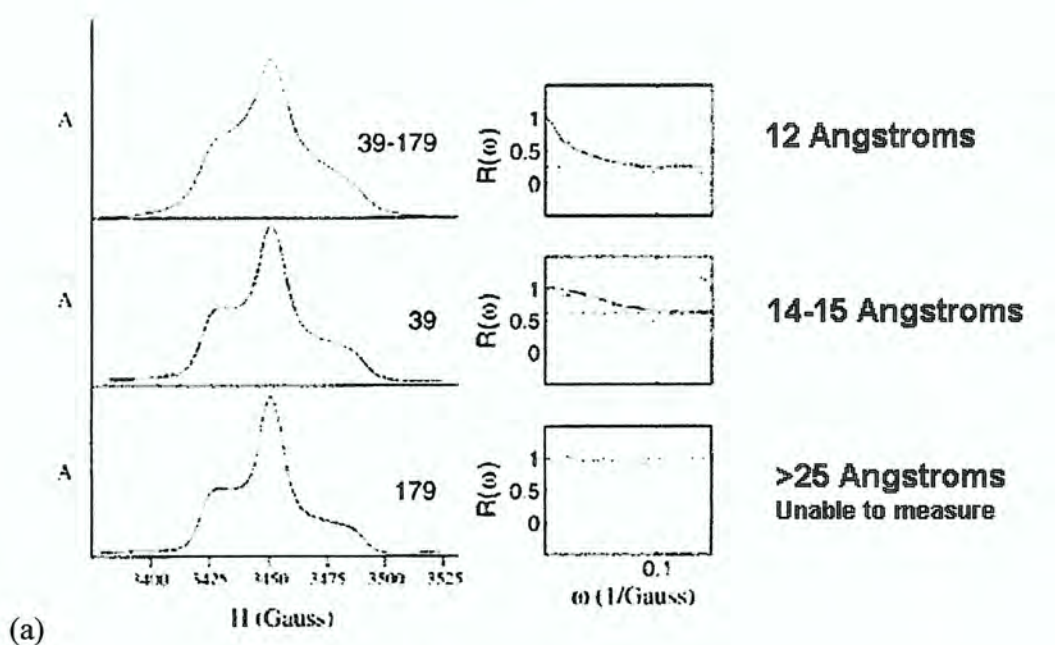 A
39-179
R(ω)
1
0.5
0
12 Angstroms
A
39
R(ω)
1
0.5
0
14-15 Angstroms
A
179
R(ω)
1
0.5
0
>25 Angstroms
Unable to measure
3400 3425 3450 3475 3500 3525
0.1
H (Gauss)
ω (1/Gauss)
(a)